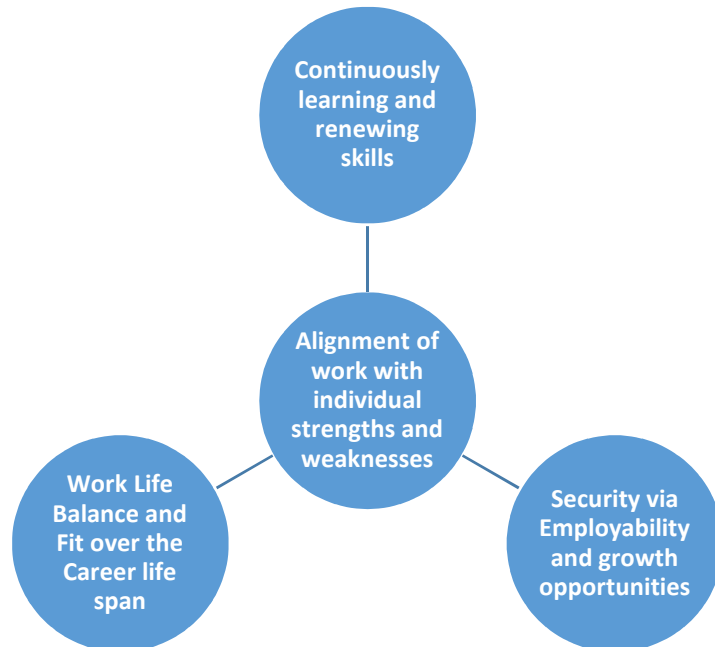 Continuously
learning and
renewing
skills
Alignment of
work with
individual
strengths and
weaknesses
Work Life
Balance and
Fit over the
Career life
span
Security via
Employability
and growth
opportunities